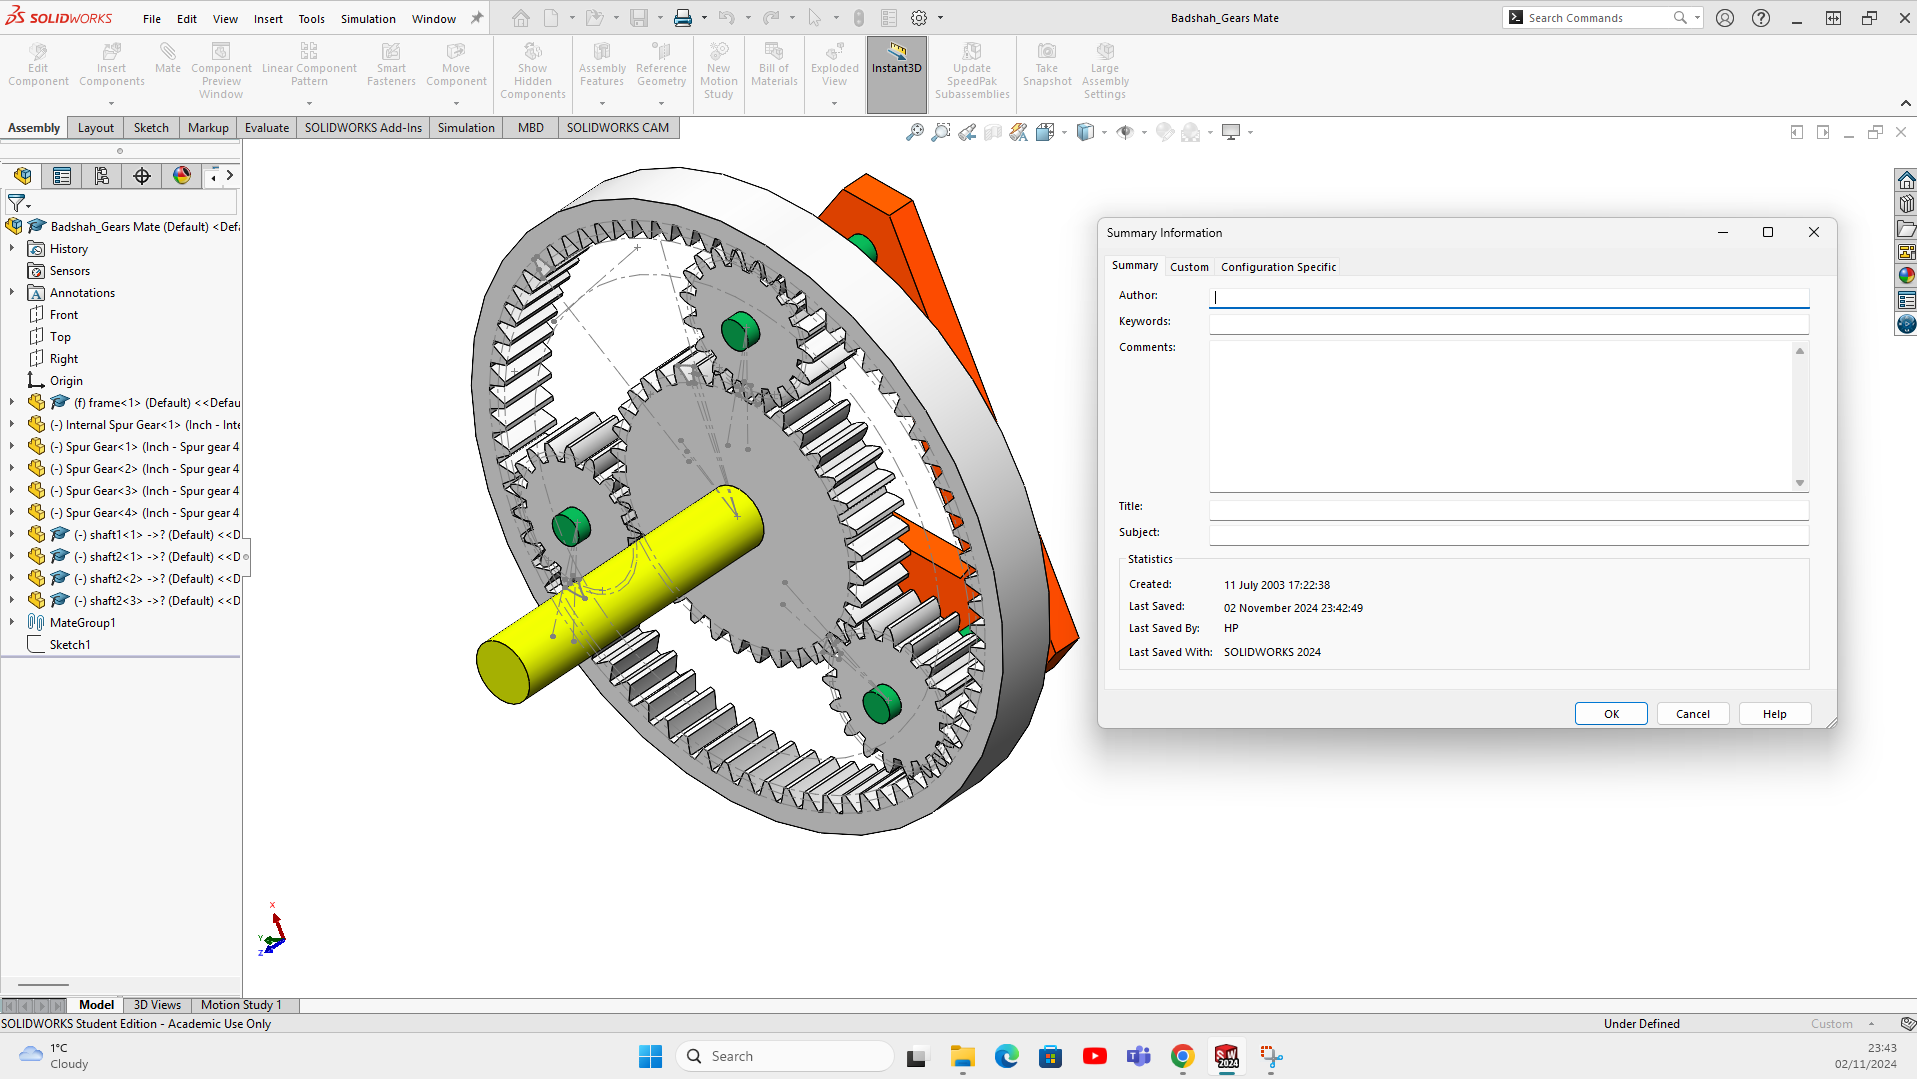 SOLIDWORKS
File Edit View Insert Tools Simulation Window
Badshah_Gears Mate
Search Commands
Edit Component
Insert Components
Mate
Component Preview Window
Linear Component Pattern
Smart Fasteners
Move Component
Show Hidden Components
Assembly Features
Reference Geometry
New Motion Study
Bill of Materials
Exploded View
Instant3D
Update SpeedPak Subassemblies
Take Snapshot
Large Assembly Settings
Assembly Layout Sketch Markup Evaluate SOLIDWORKS Add-Ins Simulation MBD SOLIDWORKS CAM
Badshah_Gears Mate (Default) <Defa
History
Sensors
Annotations
Front
Top
Right
Origin
(f) frame<1> (Default) <<Defau
(-) Internal Spur Gear<1> (Inch - Inte
(-) Spur Gear<1> (Inch - Spur gear 4
(-) Spur Gear<2> (Inch - Spur gear 4
(-) Spur Gear<3> (Inch - Spur gear 4
(-) Spur Gear<4> (Inch - Spur gear 4
(-) shaft1<1> ->? (Default) <<D
(-) shaft2<1> ->? (Default) <<D
(-) shaft2<2> ->? (Default) <<D
(-) shaft2<3> ->? (Default) <<D
MateGroup1
Sketch1
Summary Information
Summary Custom Configuration Specific
Author:
Keywords:
Comments:
Title:
Subject:
Statistics
Created: 11 July 2003 17:22:38
Last Saved: 02 November 2024 23:42:49
Last Saved By: HP
Last Saved With: SOLIDWORKS 2024
OK Cancel Help
X
Y
Z
Model 3D Views Motion Study 1
SOLIDWORKS Student Edition - Academic Use Only
Under Defined
Custom
1°C
Cloudy
Search
2024
23:43
02/11/2024